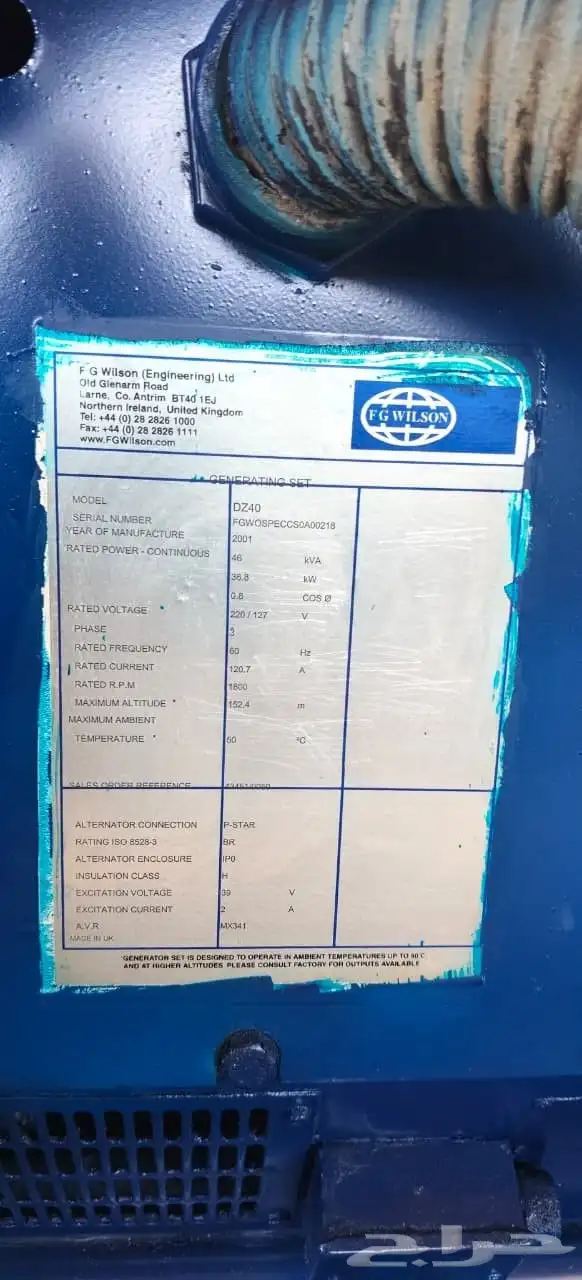 F G Wilson (Engineering) Ltd
Old Glenarm Road
Larne, Co. Antrim BT40 1EJ
Northern Ireland, United Kingdom
Tel: +44 (0) 28 2826 1000
Fax: +44 (0) 28 2826 1111
www.FGWilson.com
FG WILSON
GENERATING SET
MODEL DZ40
SERIAL NUMBER FGWOSPECCS0A00218
YEAR OF MANUFACTURE 2001
RATED POWER - CONTINUOUS 46 kVA
36.8 kW
0.8 COS Ø
RATED VOLTAGE 220 / 127 V
PHASE 3
RATED FREQUENCY 60 Hz
RATED CURRENT 120.7 A
RATED R.P.M 1800
MAXIMUM ALTITUDE * 152.4 m
MAXIMUM AMBIENT
TEMPERATURE * 50 ºC
SALES ORDER REFERENCE
ALTERNATOR CONNECTION P-STAR
RATING ISO 8528-3 BR
ALTERNATOR ENCLOSURE IP0
INSULATION CLASS H
EXCITATION VOLTAGE 39 V
EXCITATION CURRENT 2 A
A.V.R MX341
MADE IN UK
*GENERATOR SET IS DESIGNED TO OPERATE IN AMBIENT TEMPERATURES UP TO 50˚C
AND AT HIGHER ALTITUDES. PLEASE CONSULT FACTORY FOR OUTPUTS AVAILABLE
حراج